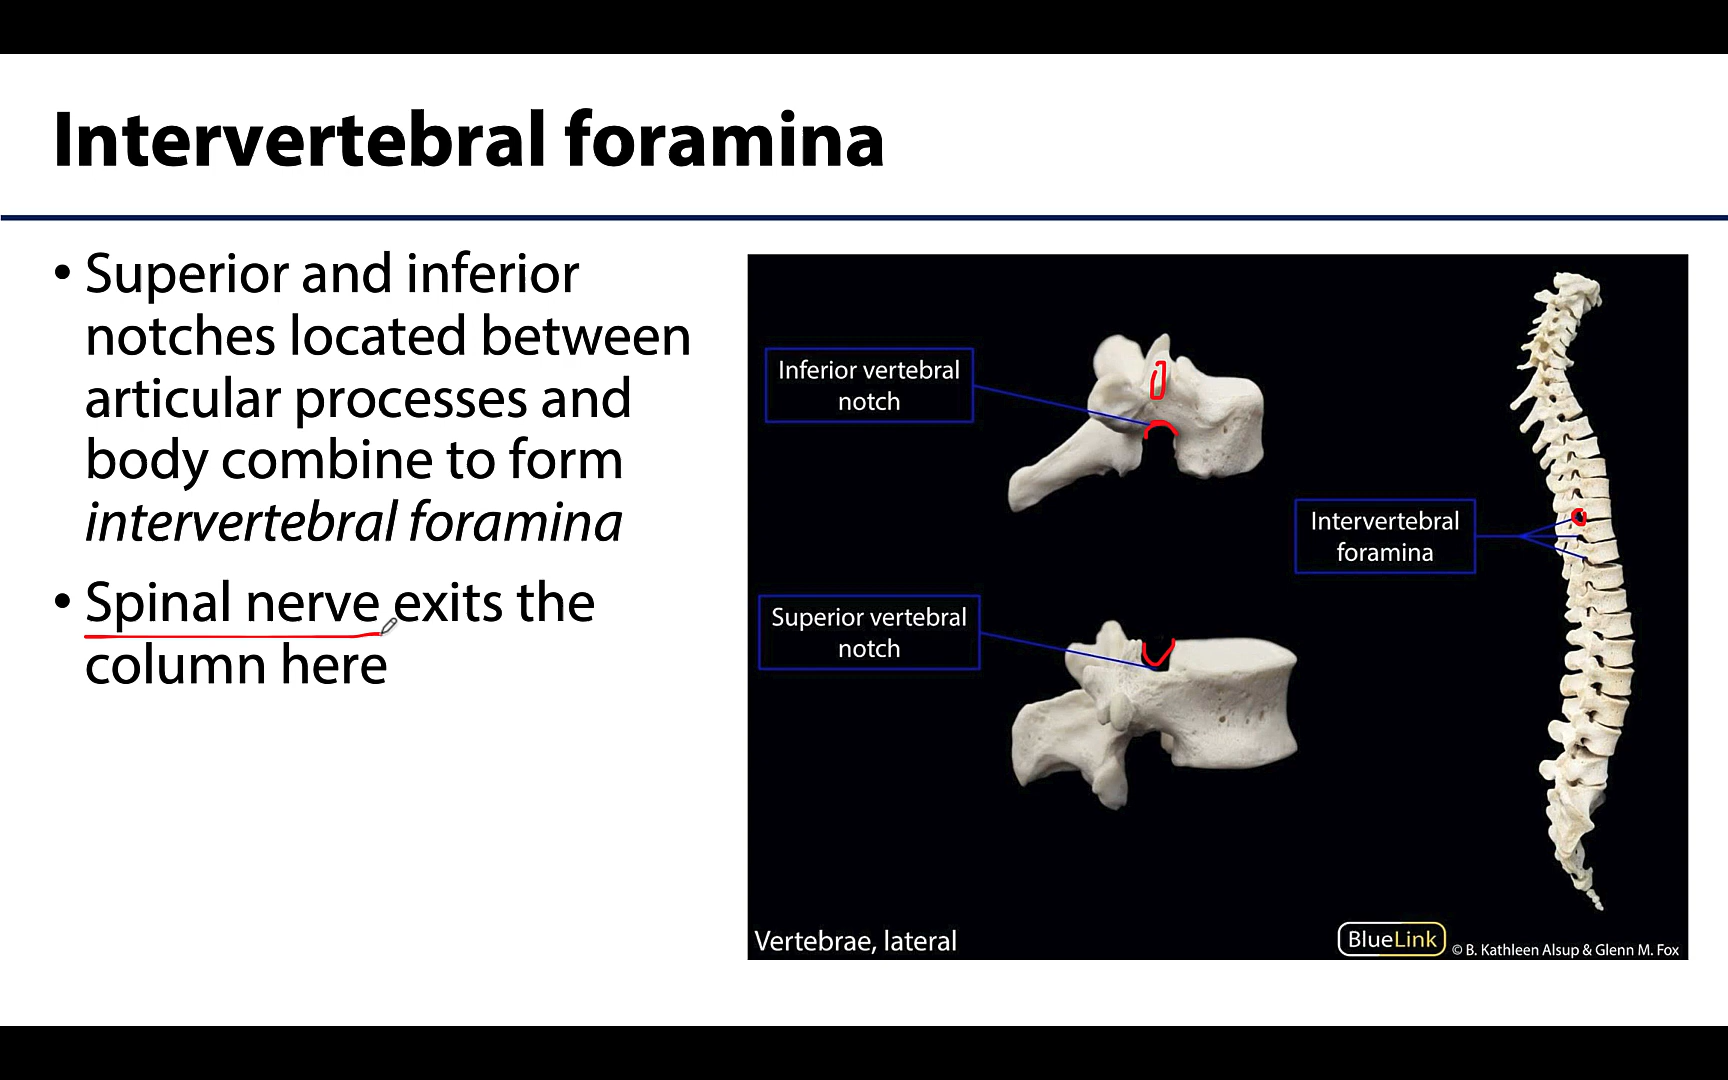 Intervertebral foramina
• Superior and inferior
notches located between
articular processes and
body combine to form
intervertebral foramina
• Spinal nerve exits the
column here
Inferior vertebral
notch
Intervertebral
foramina
Superior vertebral
notch
Vertebrae, lateral
BlueLink © B. Kathleen Alsup & Glenn M. Fox